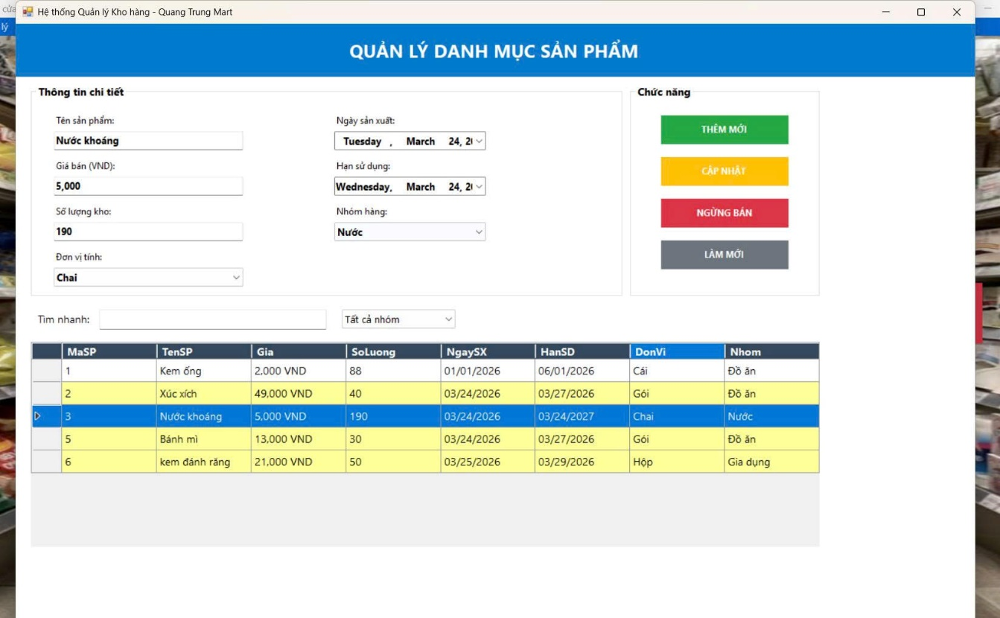 cửa
Hệ thống Quản lý Kho hàng - Quang Trung Mart
lý
QUẢN LÝ DANH MỤC SẢN PHẨM
Thông tin chi tiết
Tên sản phẩm:
Nước khoáng
Giá bán (VND):
5,000
Số lượng kho:
190
Đơn vị tính:
Chai
Ngày sản xuất:
Tuesday , March 24, 2
Hạn sử dụng:
Wednesday, March 24, 2
Nhóm hàng:
Nước
Chức năng
THÊM MỚI
CẬP NHẬT
NGỪNG BÁN
LÀM MỚI
Tìm nhanh: Tất cả nhóm
MaSP TenSP Gia SoLuong NgaySX HanSD DonVi Nhom
1 Kem ống 2,000 VND 88 01/01/2026 06/01/2026 Cái Đồ ăn
2 Xúc xích 49,000 VND 40 03/24/2026 03/27/2026 Gói Đồ ăn
3 Nước khoáng 5,000 VND 190 03/24/2026 03/24/2027 Chai Nước
5 Bánh mì 13,000 VND 30 03/24/2026 03/27/2026 Gói Đồ ăn
6 kem đánh răng 21,000 VND 50 03/25/2026 03/29/2026 Hộp Gia dụng